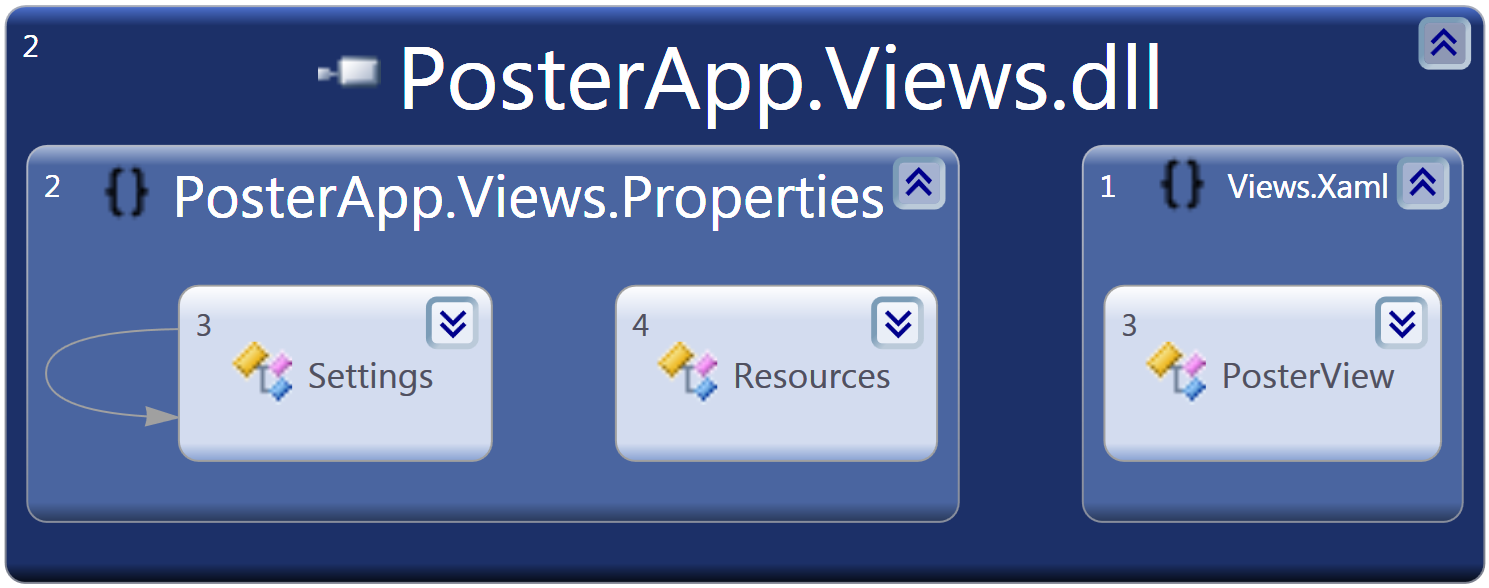 2
PosterApp.Views.dll
2 {} PosterApp.Views.Properties
1 {} Views.Xaml
3
Settings
4
Resources
3
PosterView